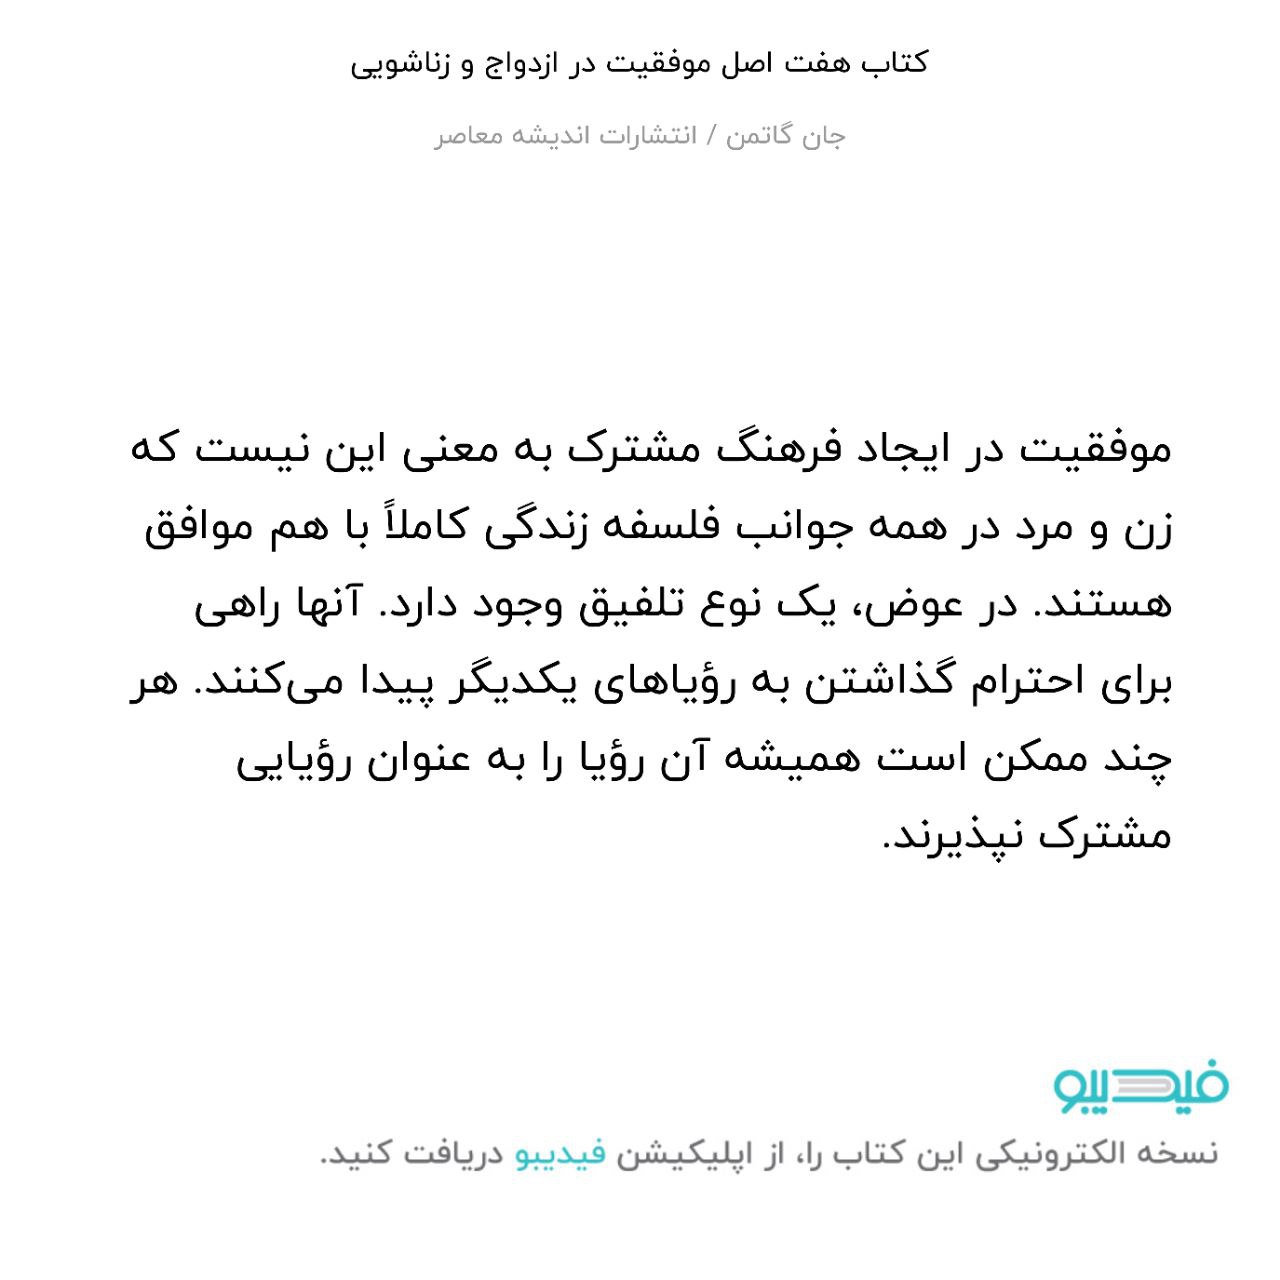 کتاب هفت اصل موفقیت در ازدواج و زناشویی
جان گاتمن / انتشارات اندیشه معاصر
موفقیت در ایجاد فرهنگ مشترک به معنی این نیست که
زن و مرد در همه جوانب فلسفه زندگی کاملاً با هم موافق
هستند. در عوض، یک نوع تلفیق وجود دارد. آنها راهی
برای احترام گذاشتن به رؤیاهای یکدیگر پیدا می‌کنند. هر
چند ممکن است همیشه آن رؤیا را به عنوان رؤیایی
مشترک نپذیرند.
فیدیبو
نسخه الکترونیکی این کتاب را، از اپلیکیشن فیدیبو دریافت کنید.